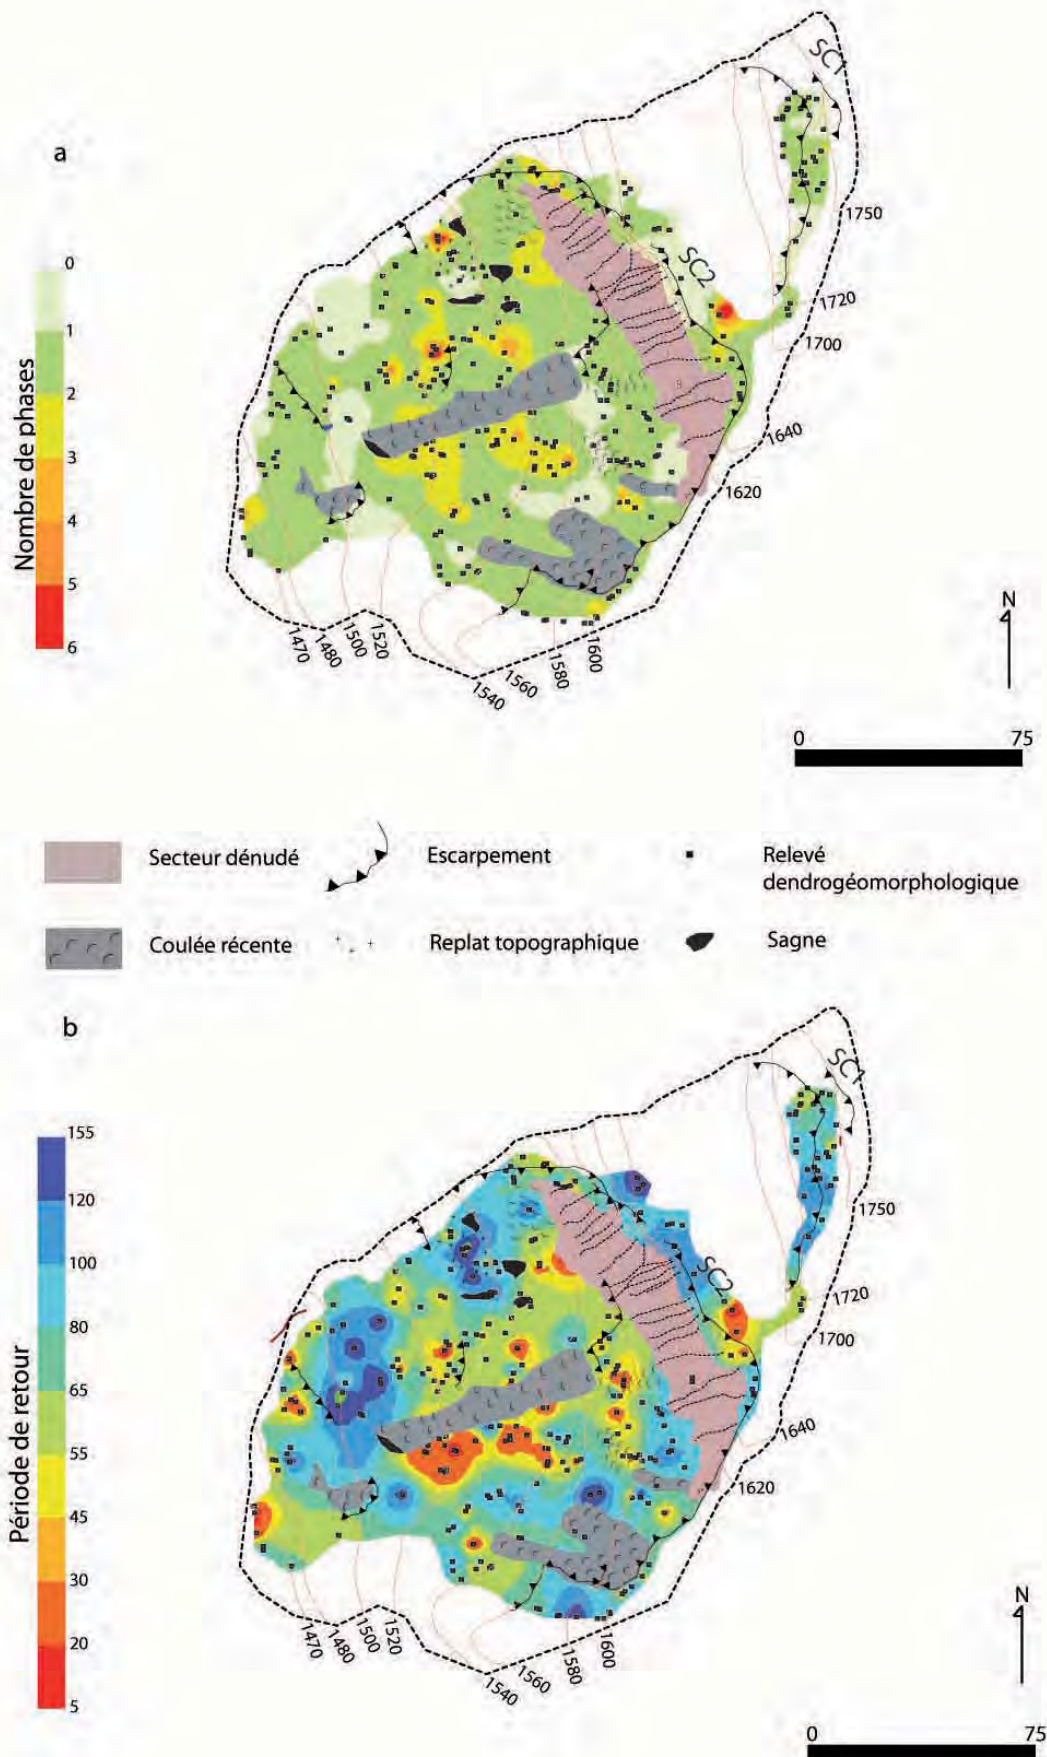 a
SC1
1750
0
SC2
1720
1
1700
Nombre de phases
2
3
1640
4
1620
5
6
1470
1480
1500
1520
1540
1560
1580
1600
N
0 75
Secteur dénudé
Escarpement
Relevé
dendrogéomorphologique
Coulée récente
Replat topographique
Sagne
b
SC1
155
120
1750
100
SC2
1720
80
1700
Période de retour
65
55
1640
45
1620
30
20
5
1470
1480
1500
1520
1540
1560
1580
1600
N
0 75